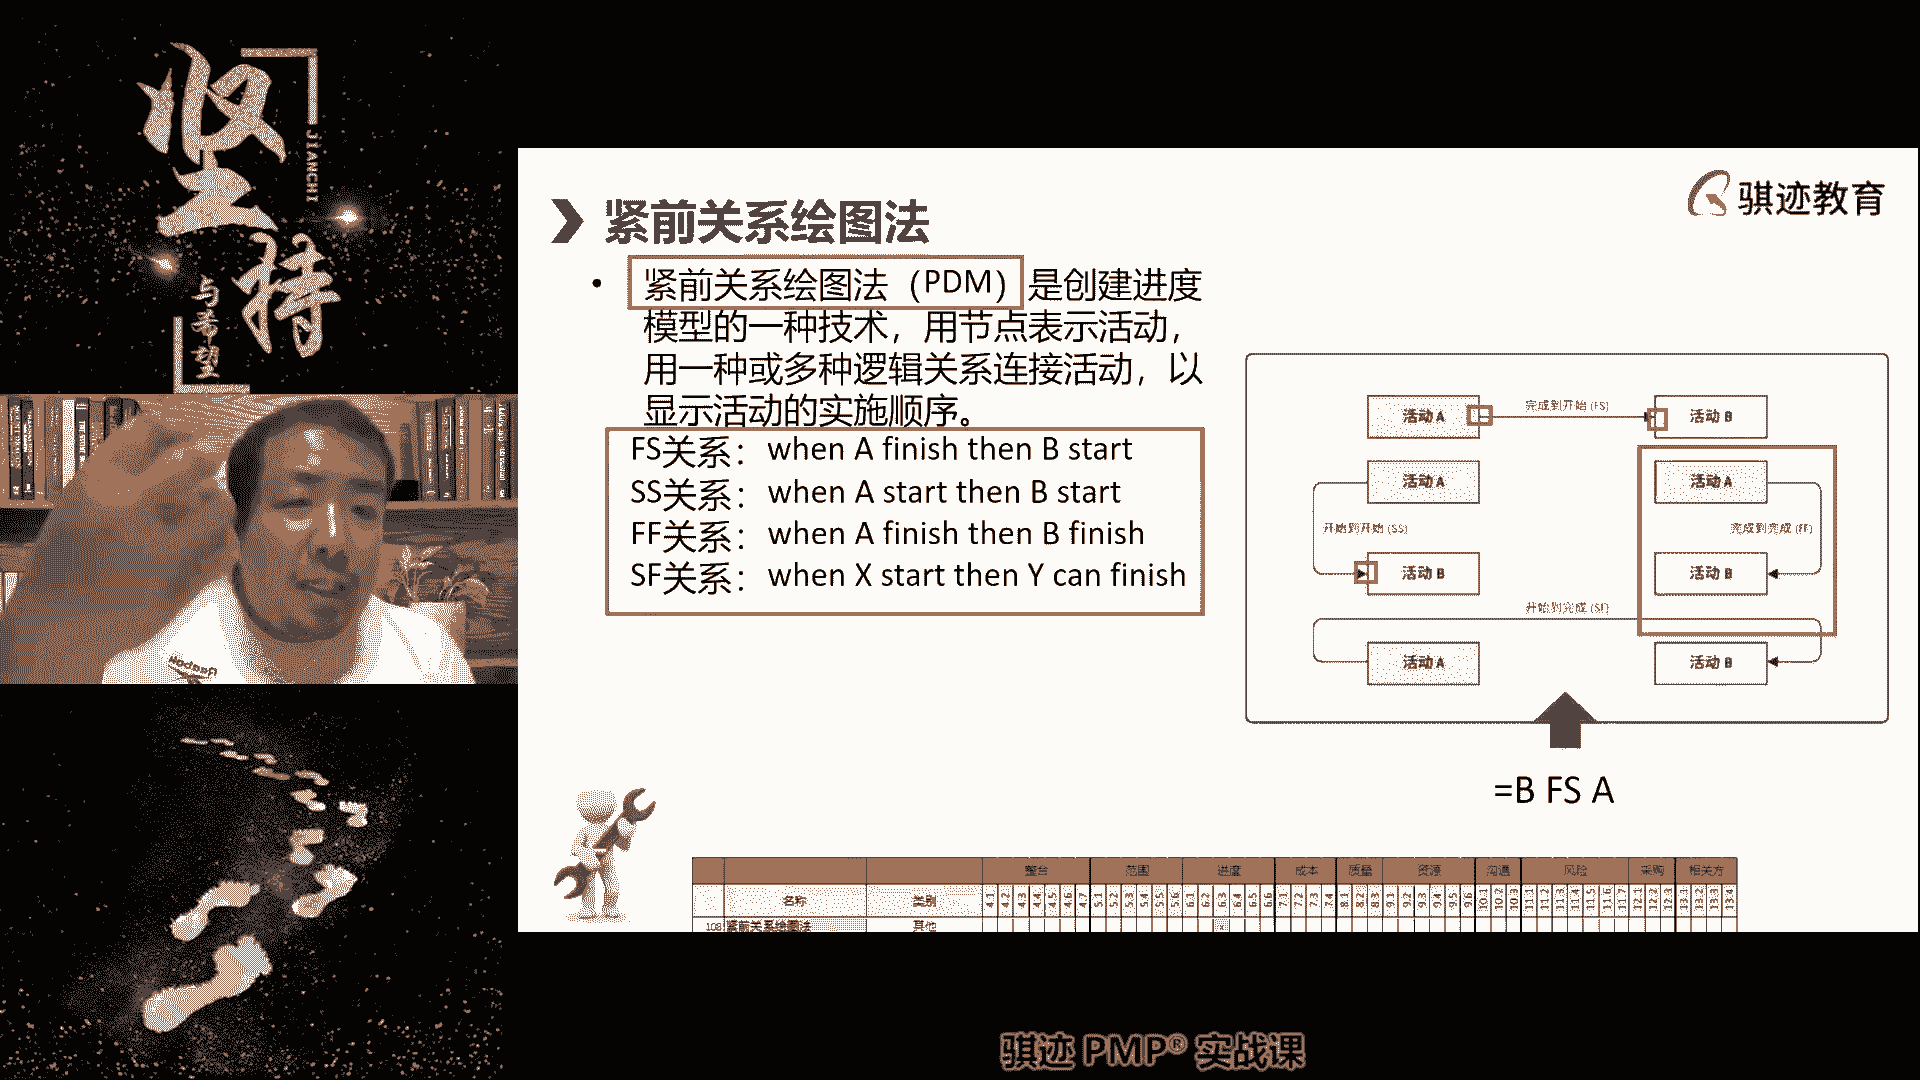 坚持
JIANCHI
与希望
骐迹教育
紧前关系绘图法
• 紧前关系绘图法（PDM）是创建进度
模型的一种技术，用节点表示活动，
用一种或多种逻辑关系连接活动，以
显示活动的实施顺序。
FS关系：when A finish then B start
SS关系：when A start then B start
FF关系：when A finish then B finish
SF关系：when X start then Y can finish
活动 A
完成到开始 (FS)
活动 B
活动 A
活动 A
开始到开始 (SS)
完成到完成 (FF)
活动 B
活动 B
开始到完成 (SF)
活动 A
活动 B
=B FS A
整合 范围 进度 成本 质量 资源 沟通 风险 采购 相关方
名称 类别 4.1 4.2 4.3 4.4 4.5 4.6 4.7 5.1 5.2 5.3 5.4 5.5 5.6 6.1 6.2 6.3 6.4 6.5 6.6 7.1 7.2 7.3 7.4 8.1 8.2 8.3 9.1 9.2 9.3 9.4 9.5 9.6 10.1 10.2 10.3 11.1 11.2 11.3 11.4 11.5 11.6 11.7 12.1 12.2 12.3 13.1 13.2 13.3 13.4
108 紧前关系绘图法 其他
骐迹 PMP® 实战课